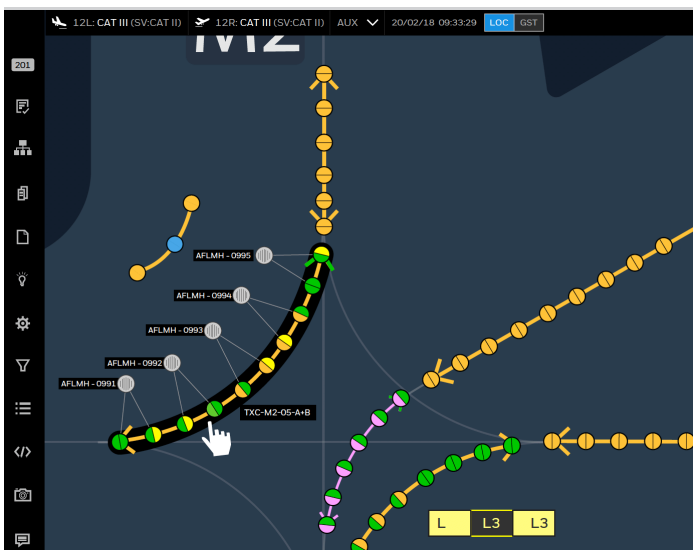 12L: CAT III (SV:CAT II) 12R: CAT III (SV:CAT II) AUX 20/02/18 09:33:29 LOC GST
M2
201
AFLMH - 0995
AFLMH - 0994
AFLMH - 0993
AFLMH - 0992
AFLMH - 0991
TXC-M2-05-A+B
L L3 L3